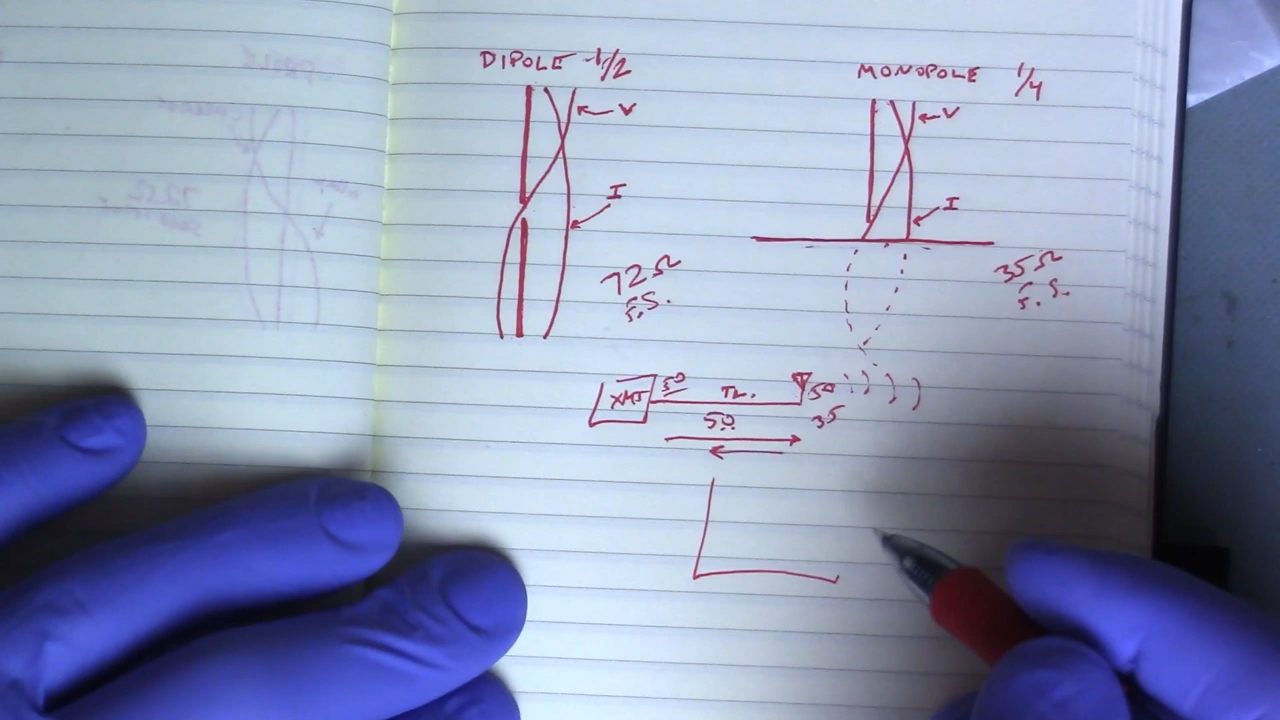 DIPOLE 1/2
V
I
72Ω
MONOPOLE 1/4
V
I
35Ω
XMT
50
TL.
50
50
35